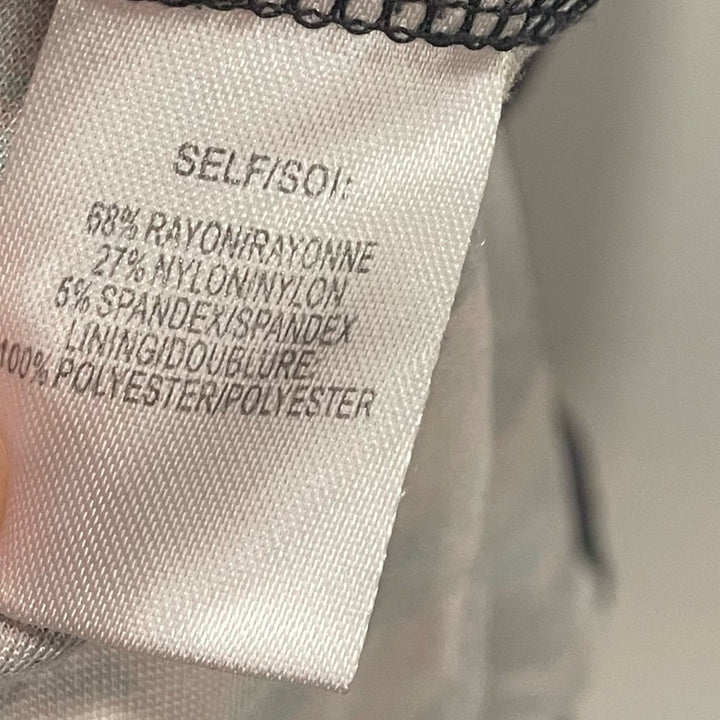 SELF/SOI:
68% RAYON/RAYONNE
27% NYLON/NYLON
5% SPANDEX/SPANDEX
LINING/DOUBLURE
100% POLYESTER/POLYESTER